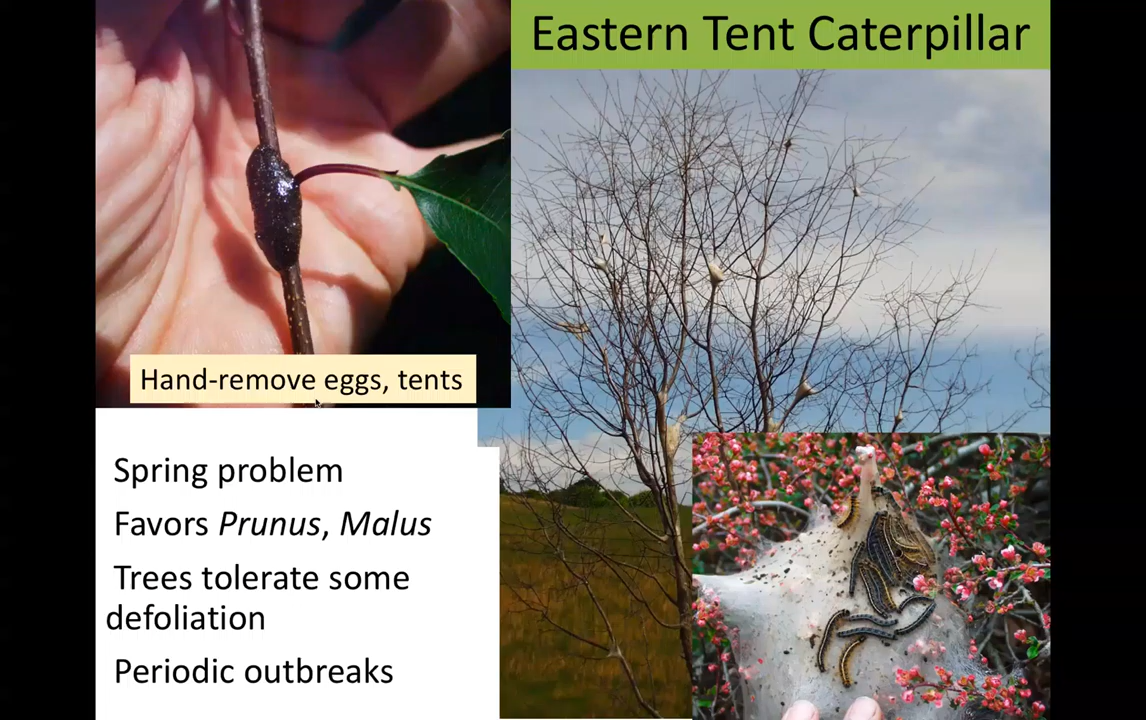 Eastern Tent Caterpillar
Hand-remove eggs, tents
Spring problem
Favors Prunus, Malus
Trees tolerate some
defoliation
Periodic outbreaks